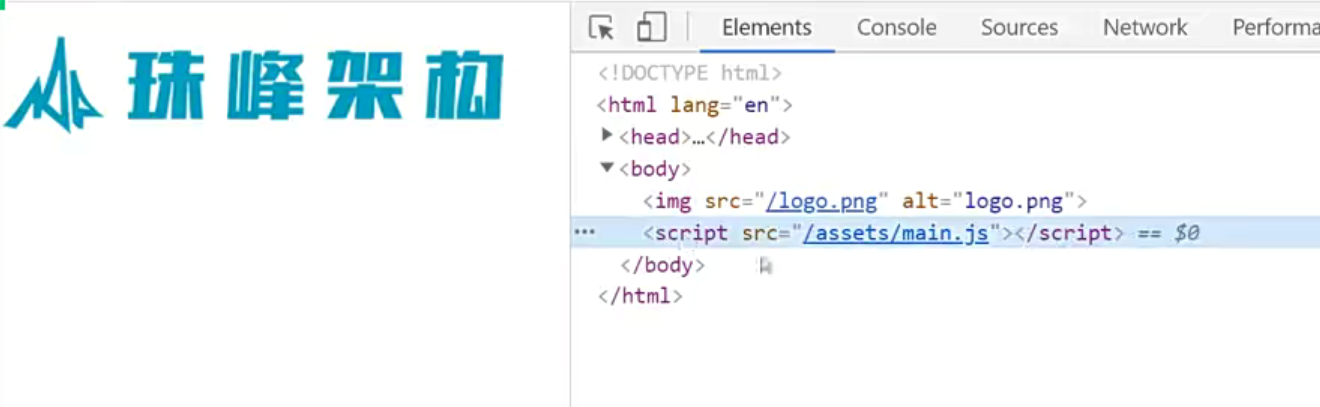 珠峰架构
Elements Console Sources Network Performa
<!DOCTYPE html>
<html lang="en">
<head>…</head>
<body>
<img src="/logo.png" alt="logo.png">
<script src="/assets/main.js"></script> == $0
</body>
</html>